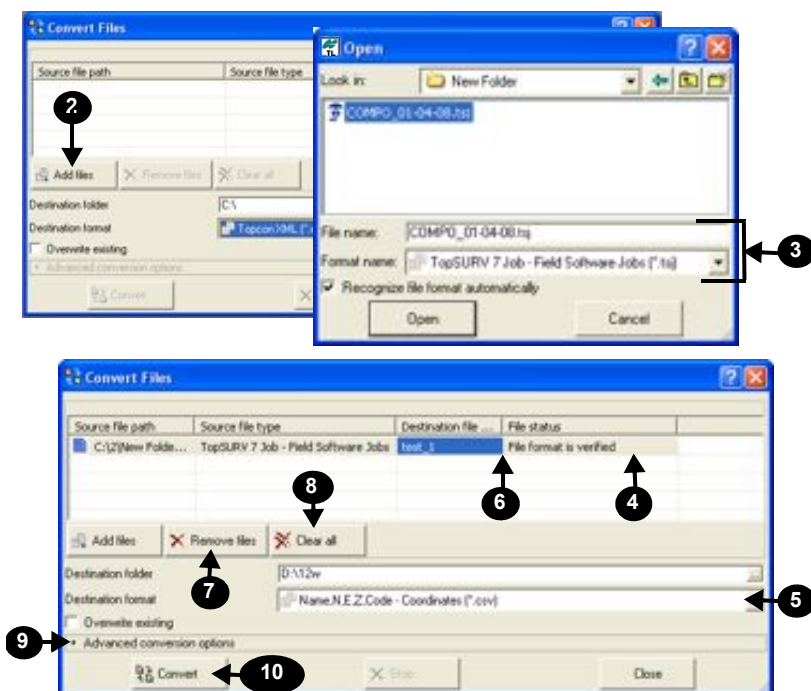 Convert Files
Source file path Source file type
2
Add files Remove files Clear all
Destination folder C:\
Destination format Topcon XML (*.
Overwrite existing
Advanced conversion options
Convert
Open
Look in: New Folder
COMPO_01-04-08.tsj
File name: COMPO_01-04-08.tsj
Format name: TopSURV 7 Job - Field Software Jobs (*.tsj)
3
Recognize file format automatically
Open Cancel
Convert Files
Source file path Source file type Destination file ... File status
C:\Z\New Folde... TopSURV 7 Job - Field Software Jobs test_1 File format is verified
8 6 4
Add files Remove files Clear all
7
Destination folder D:\12w
Destination format Name,N,E,Z,Code - Coordinates (*.csv)
5
Overwrite existing
9 Advanced conversion options
Convert 10 Stop Close